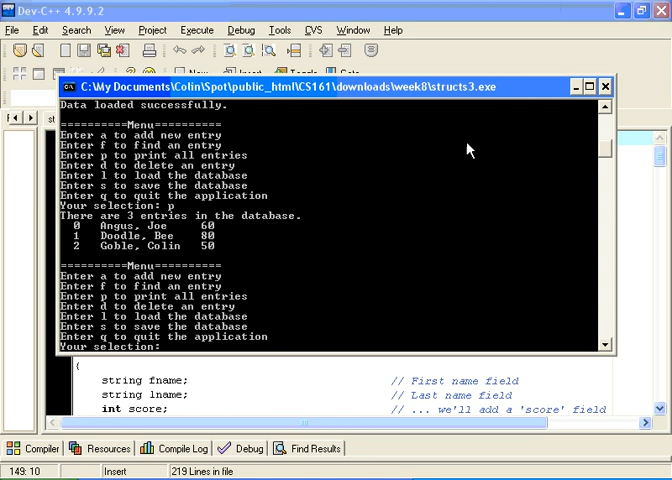 Dev-C++ 4.9.9.2
File Edit Search View Project Execute Debug Tools CVS Window Help
New Insert Toggle
C:\My Documents\Colin\Spot\public_html\CS161\downloads\week8\structs3.exe
Data loaded successfully.
==========Menu==========
Enter a to add new entry
Enter f to find an entry
Enter p to print all entries
Enter d to delete an entry
Enter l to load the database
Enter s to save the database
Enter q to quit the application
Your selection: p
There are 3 entries in the database.
0 Angus, Joe 60
1 Doodle, Bee 80
2 Goble, Colin 50
==========Menu==========
Enter a to add new entry
Enter f to find an entry
Enter p to print all entries
Enter d to delete an entry
Enter l to load the database
Enter s to save the database
Enter q to quit the application
Your selection:
{
string fname; // First name field
string lname; // Last name field
int score; // ... we'll add a 'score' field
Compiler Resources Compile Log Debug Find Results
149: 10 Insert 219 Lines in file